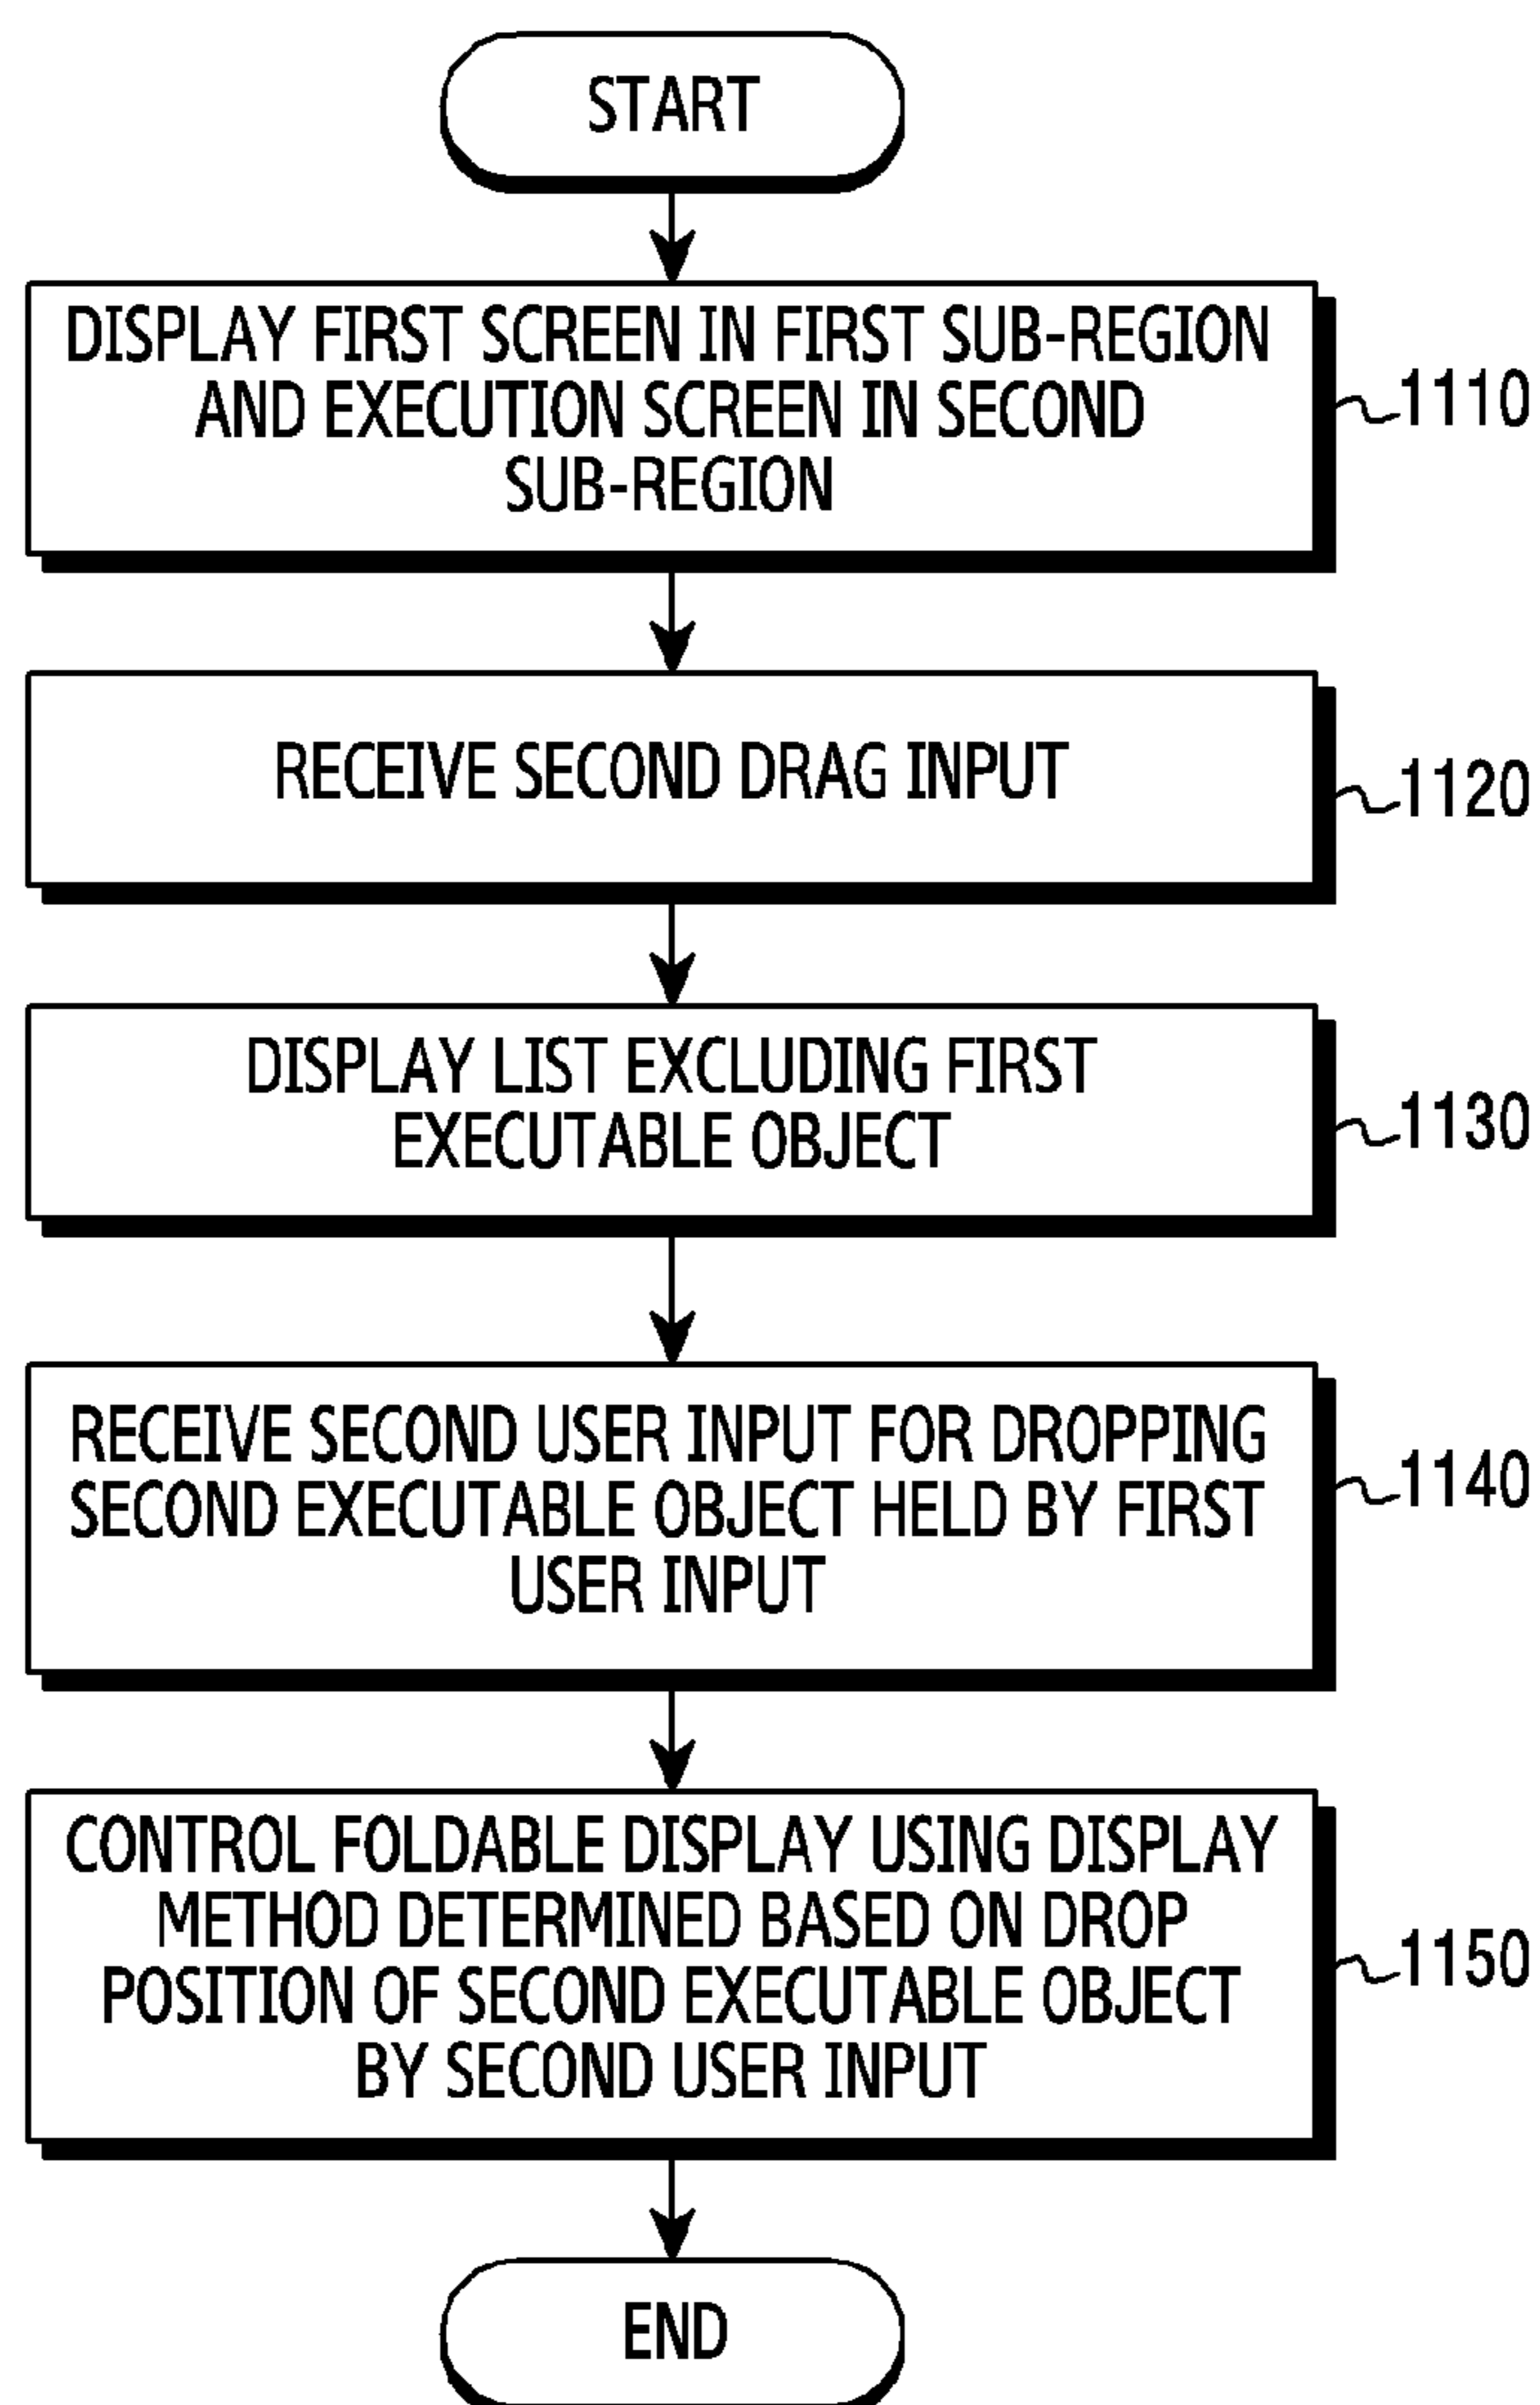 START
DISPLAY FIRST SCREEN IN FIRST SUB-REGION
AND EXECUTION SCREEN IN SECOND
SUB-REGION
1110
RECEIVE SECOND DRAG INPUT
1120
DISPLAY LIST EXCLUDING FIRST
EXECUTABLE OBJECT
1130
RECEIVE SECOND USER INPUT FOR DROPPING
SECOND EXECUTABLE OBJECT HELD BY FIRST
USER INPUT
1140
CONTROL FOLDABLE DISPLAY USING DISPLAY
METHOD DETERMINED BASED ON DROP
POSITION OF SECOND EXECUTABLE OBJECT
BY SECOND USER INPUT
1150
END